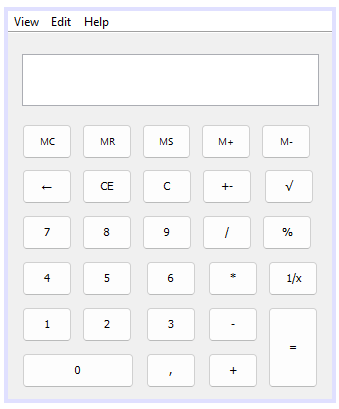 View Edit Help
MC MR MS M+ M-
← CE C +- √
7 8 9 / %
4 5 6 * 1/x
1 2 3 -
=
0 , +